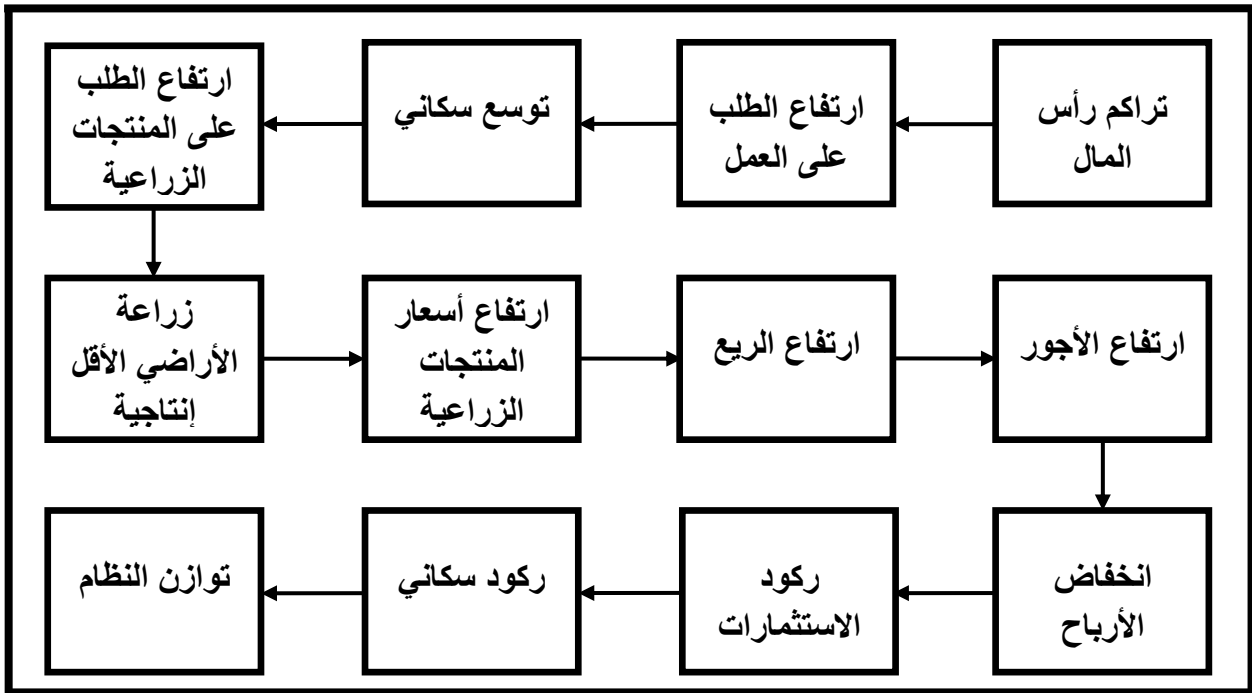 تراكم رأس
المال
ارتفاع الطلب
على العمل
توسع سكاني
ارتفاع الطلب
على المنتجات
الزراعية
زراعة
الأراضي الأقل
إنتاجية
ارتفاع أسعار
المنتجات
الزراعية
ارتفاع الريع
ارتفاع الأجور
انخفاض
الأرباح
ركود
الاستثمارات
ركود سكاني
توازن النظام